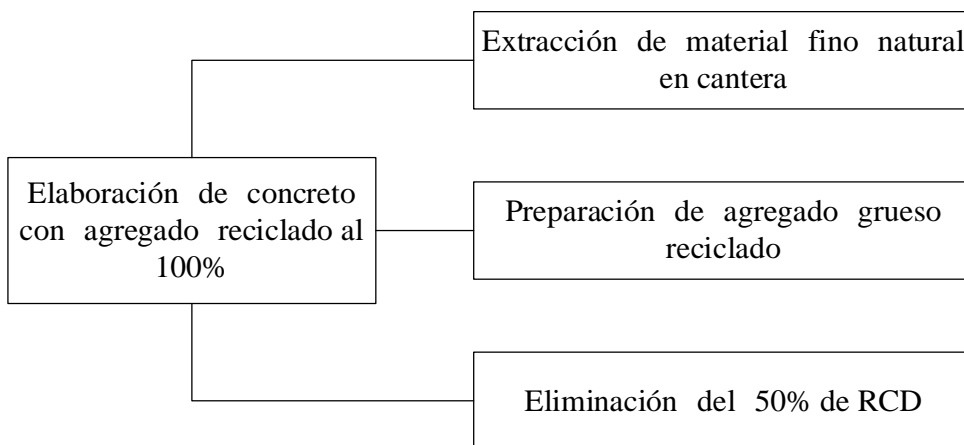 Extracción de material fino natural
en cantera
Elaboración de concreto
con agregado reciclado al
100%
Preparación de agregado grueso
reciclado
Eliminación del 50% de RCD